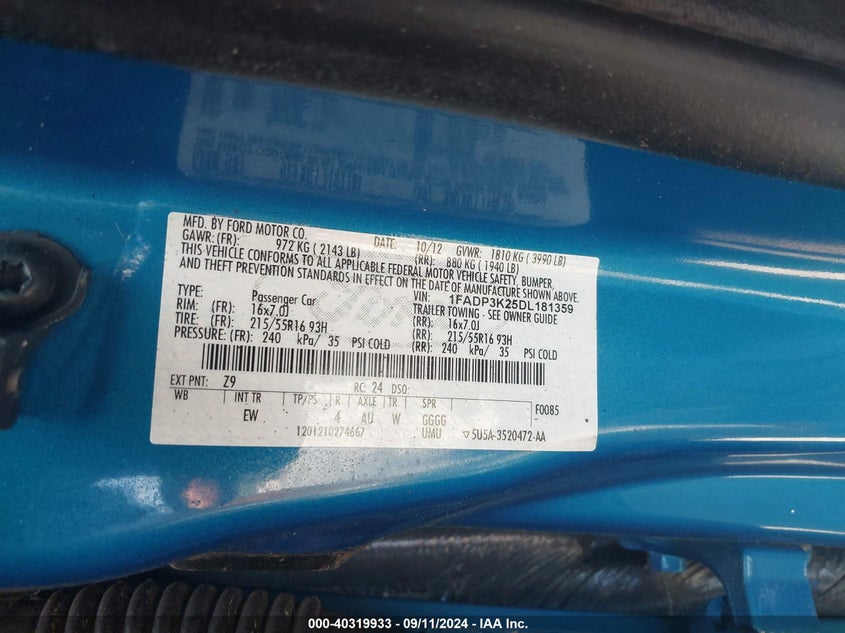 MFD. BY FORD MOTOR CO.
DATE: 10/12 GVWR: 1810 KG ( 3990 LB)
GAWR: (FR): 972 KG ( 2143 LB) (RR): 880 KG ( 1940 LB)
THIS VEHICLE CONFORMS TO ALL APPLICABLE FEDERAL MOTOR VEHICLE SAFETY, BUMPER,
AND THEFT PREVENTION STANDARDS IN EFFECT ON THE DATE OF MANUFACTURE SHOWN ABOVE.
VIN: 1FADP3K25DL181359
TYPE: Passenger Car TRAILER TOWING - SEE OWNER GUIDE
RIM: (FR): 16x7.0J (RR): 16x7.0J
TIRE: (FR): 215/55R16 93H (RR): 215/55R16 93H
PRESSURE: (FR): 240 kPa/ 35 PSI COLD (RR): 240 kPa/ 35 PSI COLD
EXT PNT: Z9 RC: 24 DSO:
WB INT TR TP/PS R AXLE TR SPR F0085
EW 4 AU W GGGG
1201210274667 UMU ▽5U5A-3520472-AA
000-40319933 - 09/11/2024 - IAA Inc.